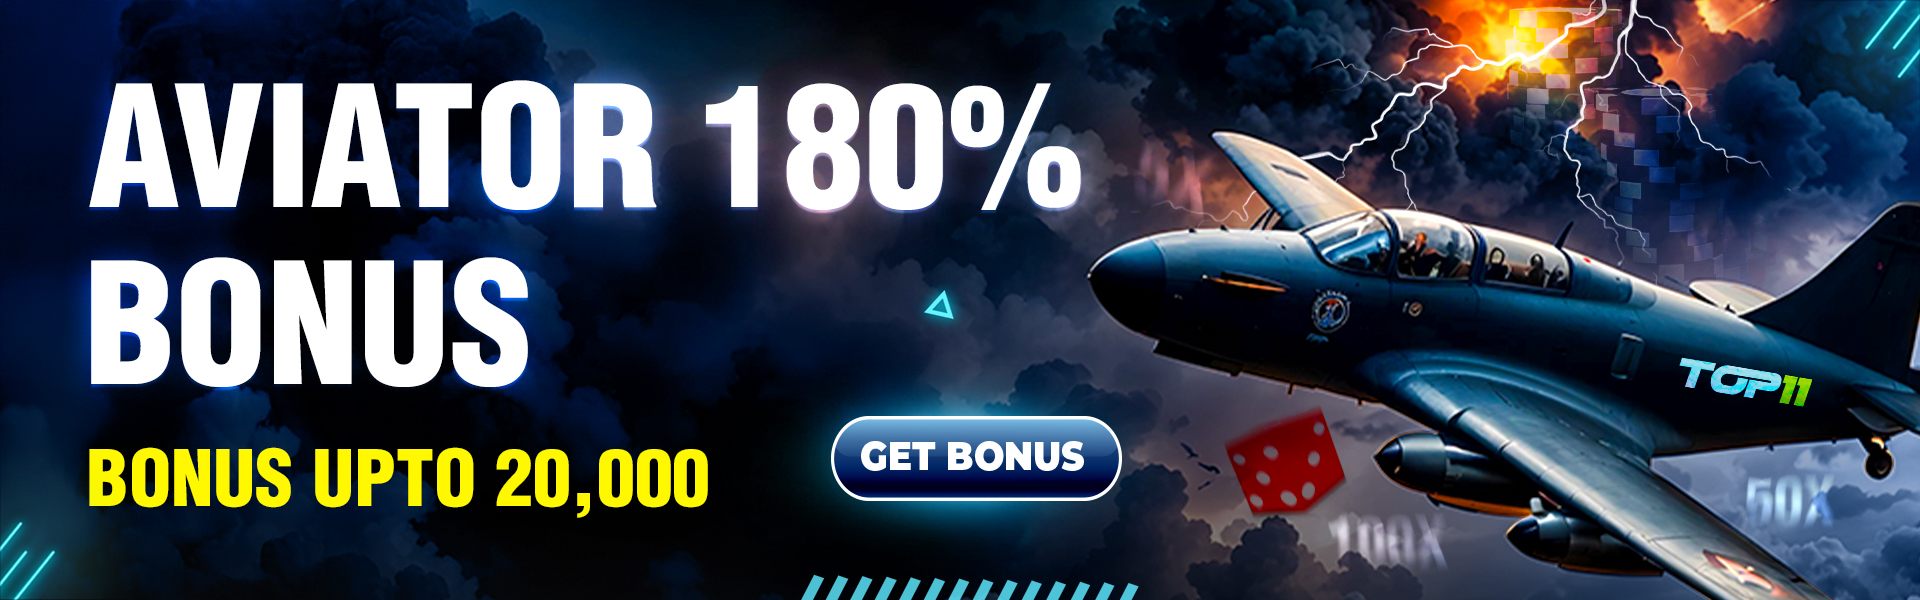 AVIATOR 180%
BONUS
BONUS UPTO 20,000
GET BONUS
TOP11
50X
100X